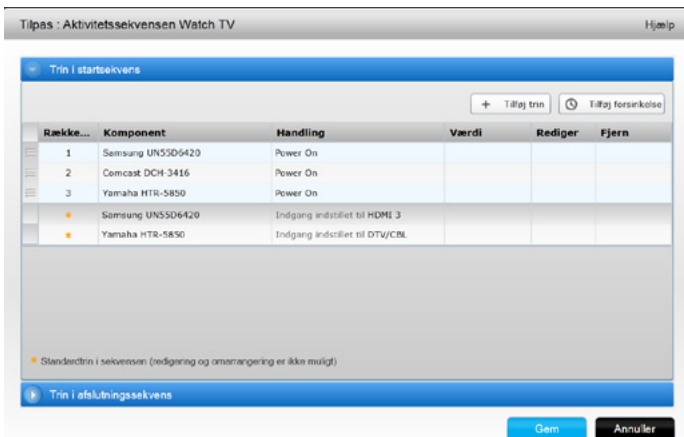 Tilpas : Aktivitetssekvensen Watch TV Hjælp
Trin i startsekvens
+ Tilføj trin Tilføj forsinkelse
Række... Komponent Handling Værdi Rediger Fjern
1 Samsung UN55D6420 Power On
2 Comcast DCH-3416 Power On
3 Yamaha HTR-5850 Power On
Samsung UN55D6420 Indgang indstillet til HDMI 3
Yamaha HTR-5850 Indgang indstillet til DTV/CBL
Standardtrin i sekvensen (redigering og omarrangering er ikke muligt)
Trin i afslutningssekvens
Gem Annuller